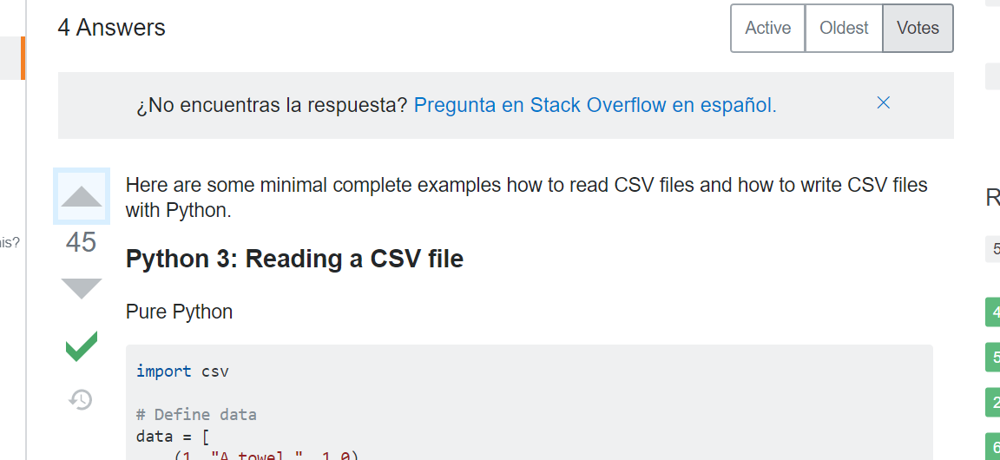 4 Answers
Active Oldest Votes
¿No encuentras la respuesta? Pregunta en Stack Overflow en español.
Here are some minimal complete examples how to read CSV files and how to write CSV files
with Python.
45
his?
Python 3: Reading a CSV file
Pure Python
import csv
# Define data
data = [
(1, "A towel,", 1.0),
R
5
4
5
2
6